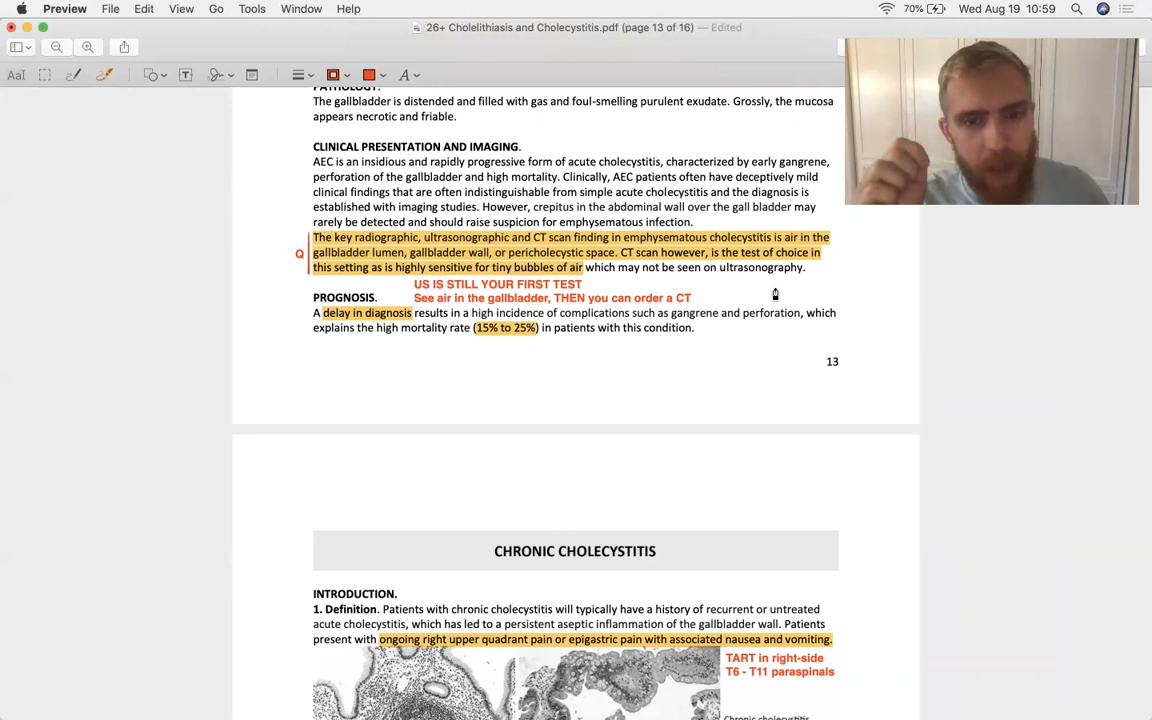 Preview File Edit View Go Tools Window Help 70% Wed Aug 19 10:59
26+ Cholelithiasis and Cholecystitis.pdf (page 13 of 16) — Edited
PATHOLOGY.
The gallbladder is distended and filled with gas and foul-smelling purulent exudate. Grossly, the mucosa
appears necrotic and friable.
CLINICAL PRESENTATION AND IMAGING.
AEC is an insidious and rapidly progressive form of acute cholecystitis, characterized by early gangrene,
perforation of the gallbladder and high mortality. Clinically, AEC patients often have deceptively mild
clinical findings that are often indistinguishable from simple acute cholecystitis and the diagnosis is
established with imaging studies. However, crepitus in the abdominal wall over the gall bladder may
rarely be detected and should raise suspicion for emphysematous infection.
The key radiographic, ultrasonographic and CT scan finding in emphysematous cholecystitis is air in the
Q gallbladder lumen, gallbladder wall, or pericholecystic space. CT scan however, is the test of choice in
this setting as is highly sensitive for tiny bubbles of air which may not be seen on ultrasonography.
US IS STILL YOUR FIRST TEST
PROGNOSIS. See air in the gallbladder, THEN you can order a CT
A delay in diagnosis results in a high incidence of complications such as gangrene and perforation, which
explains the high mortality rate (15% to 25%) in patients with this condition.
13
CHRONIC CHOLECYSTITIS
INTRODUCTION.
1. Definition. Patients with chronic cholecystitis will typically have a history of recurrent or untreated
acute cholecystitis, which has led to a persistent aseptic inflammation of the gallbladder wall. Patients
present with ongoing right upper quadrant pain or epigastric pain with associated nausea and vomiting.
TART in right-side
T6 - T11 paraspinals
Chronic cholecystitis